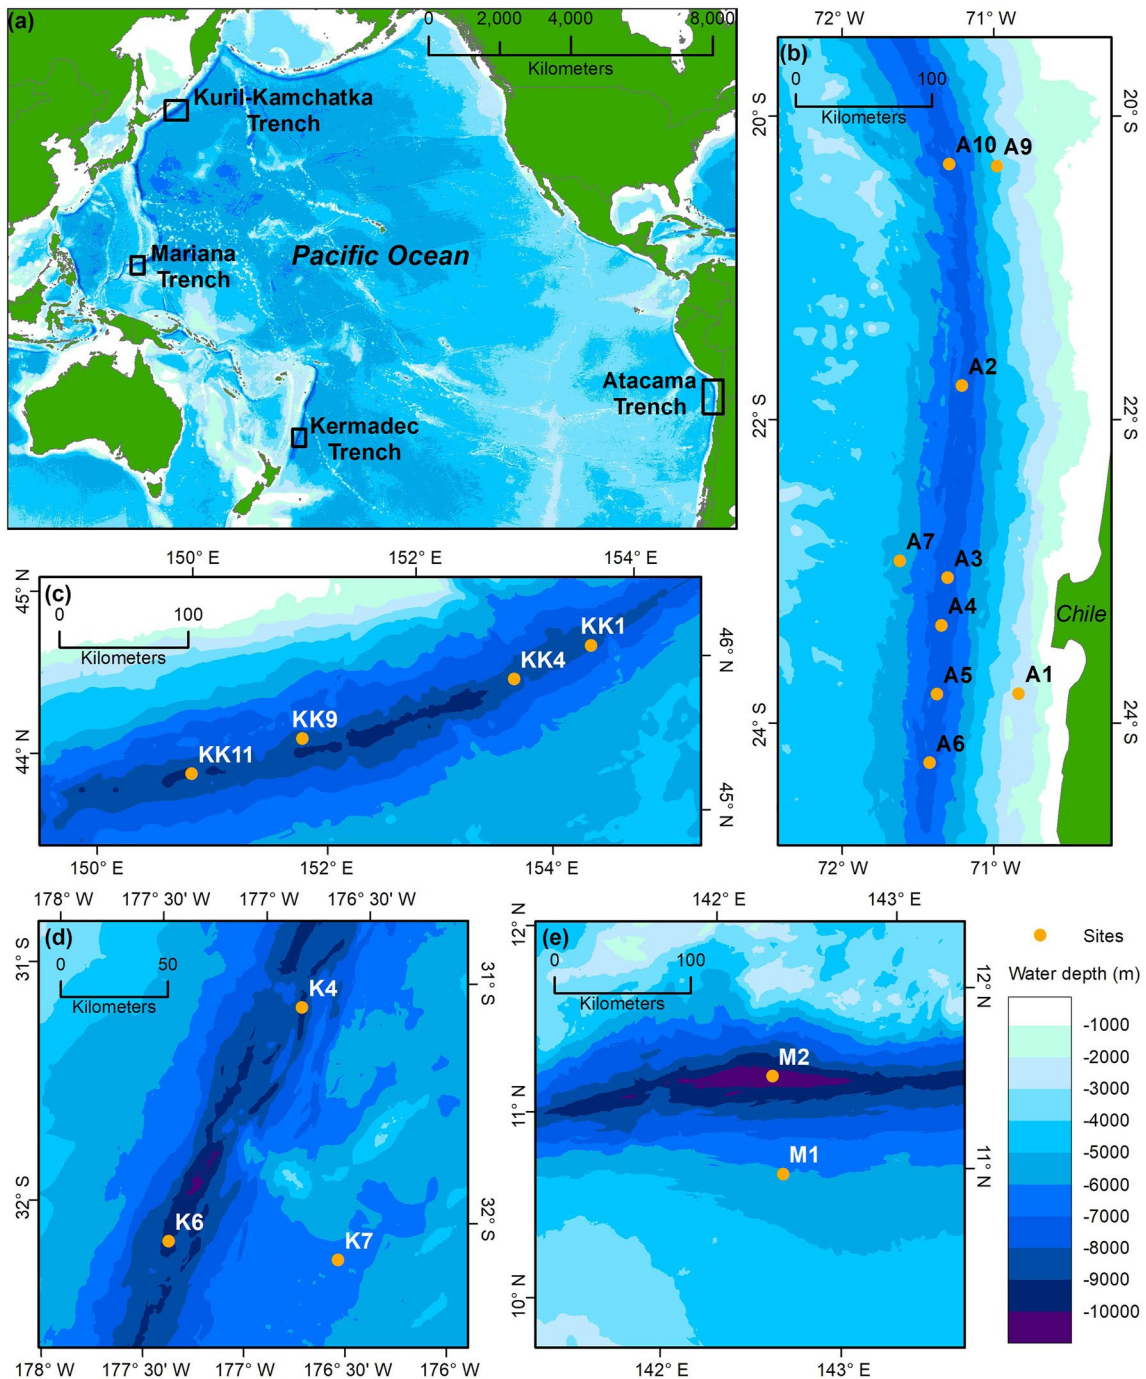 (a)
0 2,000 4,000 8,000
Kilometers
Kuril-Kamchatka
Trench
Mariana
Trench
Pacific Ocean
Kermadec
Trench
Atacama
Trench
72° W 71° W
(b)
0 100
Kilometers
20° S 20° S
A10 A9
A2
22° S 22° S
A7
A3
A4
Chile
A5 A1
24° S 24° S
A6
72° W 71° W
150° E 152° E 154° E
45° N
(c)
0 100
Kilometers
KK1
46° N
KK4
KK9
KK11
44° N
45° N
150° E 152° E 154° E
178° W 177° 30' W 177° W 176° 30' W
(d)
0 50
Kilometers
31° S 31° S
K4
32° S 32° S
K6
K7
178° W 177° 30' W 177° W 176° 30' W 176° W
142° E 143° E
12° N
(e)
0 100
Kilometers
12° N
M2
11° N
M1
11° N
10° N
142° E 143° E
Sites
Water depth (m)
-1000
-2000
-3000
-4000
-5000
-6000
-7000
-8000
-9000
-10000